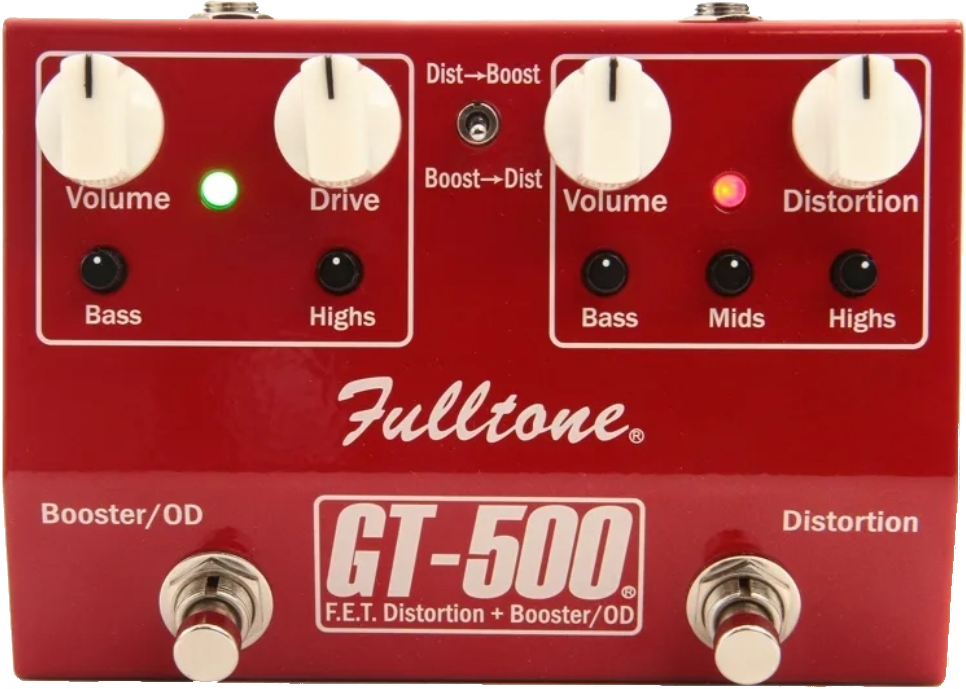 Dist→Boost
Boost→Dist
Volume
Drive
Bass
Highs
Volume
Distortion
Bass
Mids
Highs
Fulltone®
Booster/OD
Distortion
GT-500®
F.E.T. Distortion + Booster/OD